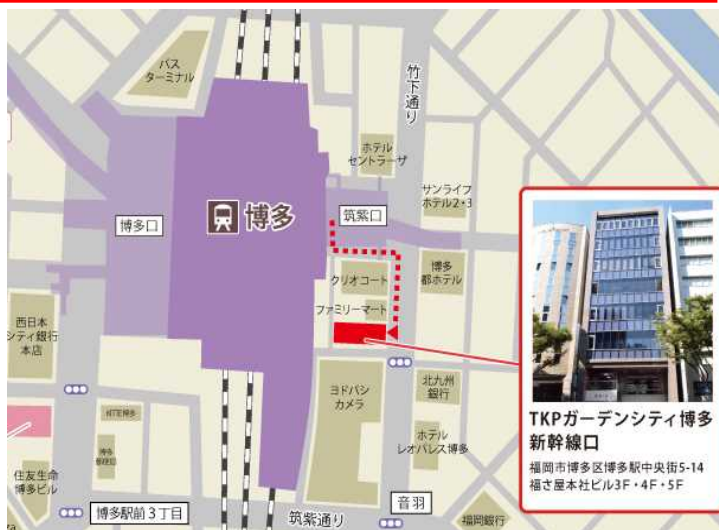 バス
ターミナル
竹下通り
ホテル
セントラーザ
サンライフ
ホテル2・3
博多口
博多
筑紫口
クリオコート
博多
都ホテル
ファミリーマート
西日本
シティ銀行
本店
ヨドバシ
カメラ
北九州
銀行
ホテル
レオパレス博多
住友生命
博多ビル
博多駅前3丁目
筑紫通り
音羽
福岡銀行
TKPガーデンシティ博多
新幹線口
福岡市博多区博多駅中央街5-14
福さ屋本社ビル3F・4F・5F